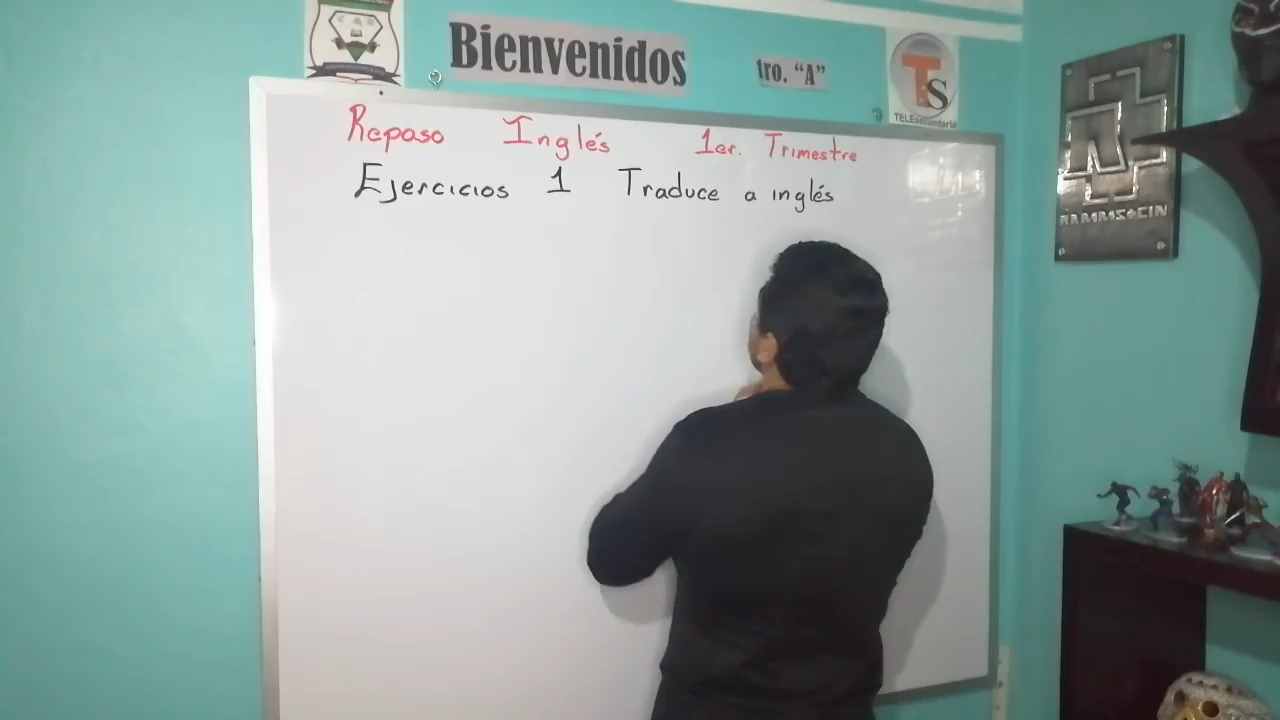 Bienvenidos
1ro. “A”
TS
TELEsecundaria
Repaso Inglés 1er. Trimestre
Ejercicios 1 Traduce a inglés
RAMMSTEIN